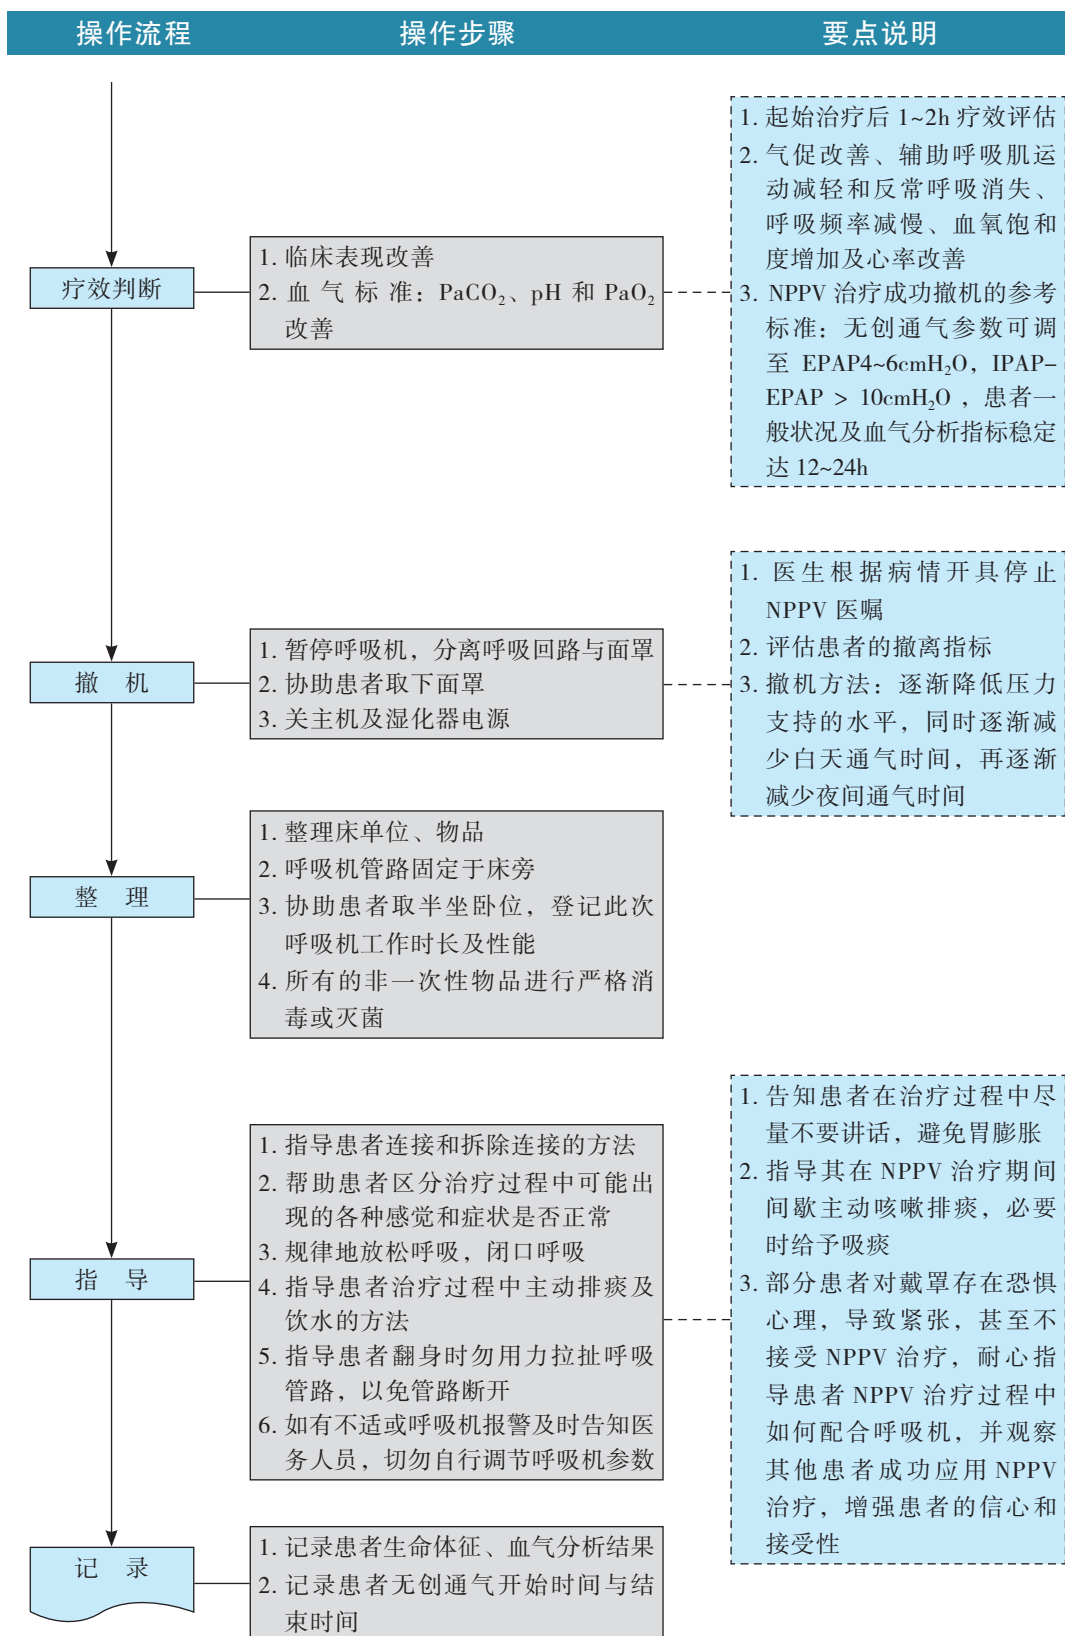 操作流程 操作步骤 要点说明
疗效判断
1. 临床表现改善
2. 血气标准：PaCO₂、pH 和 PaO₂
改善
1. 起始治疗后 1~2h 疗效评估
2. 气促改善、辅助呼吸肌运
动减轻和反常呼吸消失、
呼吸频率减慢、血氧饱和
度增加及心率改善
3. NPPV 治疗成功撤机的参考
标准：无创通气参数可调
至 EPAP4~6cmH₂O，IPAP–
EPAP > 10cmH₂O，患者一
般状况及血气分析指标稳定
达 12~24h
撤 机
1. 暂停呼吸机，分离呼吸回路与面罩
2. 协助患者取下面罩
3. 关主机及湿化器电源
1. 医生根据病情开具停止
NPPV 医嘱
2. 评估患者的撤离指标
3. 撤机方法：逐渐降低压力
支持的水平，同时逐渐减
少白天通气时间，再逐渐
减少夜间通气时间
整 理
1. 整理床单位、物品
2. 呼吸机管路固定于床旁
3. 协助患者取半坐卧位，登记此次
呼吸机工作时长及性能
4. 所有的非一次性物品进行严格消
毒或灭菌
指 导
1. 指导患者连接和拆除连接的方法
2. 帮助患者区分治疗过程中可能出
现的各种感觉和症状是否正常
3. 规律地放松呼吸，闭口呼吸
4. 指导患者治疗过程中主动排痰及
饮水的方法
5. 指导患者翻身时勿用力拉扯呼吸
管路，以免管路断开
6. 如有不适或呼吸机报警及时告知医
务人员，切勿自行调节呼吸机参数
1. 告知患者在治疗过程中尽
量不要讲话，避免胃膨胀
2. 指导其在 NPPV 治疗期间
间歇主动咳嗽排痰，必要
时给予吸痰
3. 部分患者对戴罩存在恐惧
心理，导致紧张，甚至不
接受 NPPV 治疗，耐心指
导患者 NPPV 治疗过程中
如何配合呼吸机，并观察
其他患者成功应用 NPPV
治疗，增强患者的信心和
接受性
记 录
1. 记录患者生命体征、血气分析结果
2. 记录患者无创通气开始时间与结
束时间